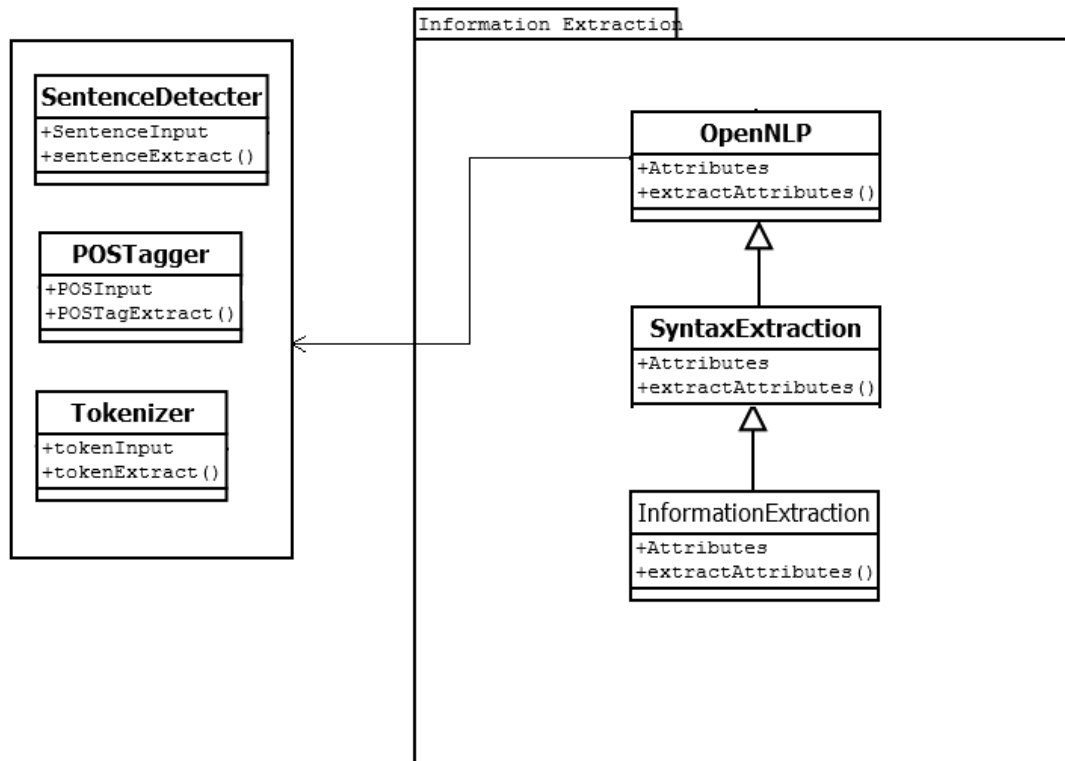 Information Extraction
SentenceDetecter
+SentenceInput
+sentenceExtract()
POSTagger
+POSInput
+POSTagExtract()
Tokenizer
+tokenInput
+tokenExtract()
OpenNLP
+Attributes
+extractAttributes()
SyntaxExtraction
+Attributes
+extractAttributes()
InformationExtraction
+Attributes
+extractAttributes()